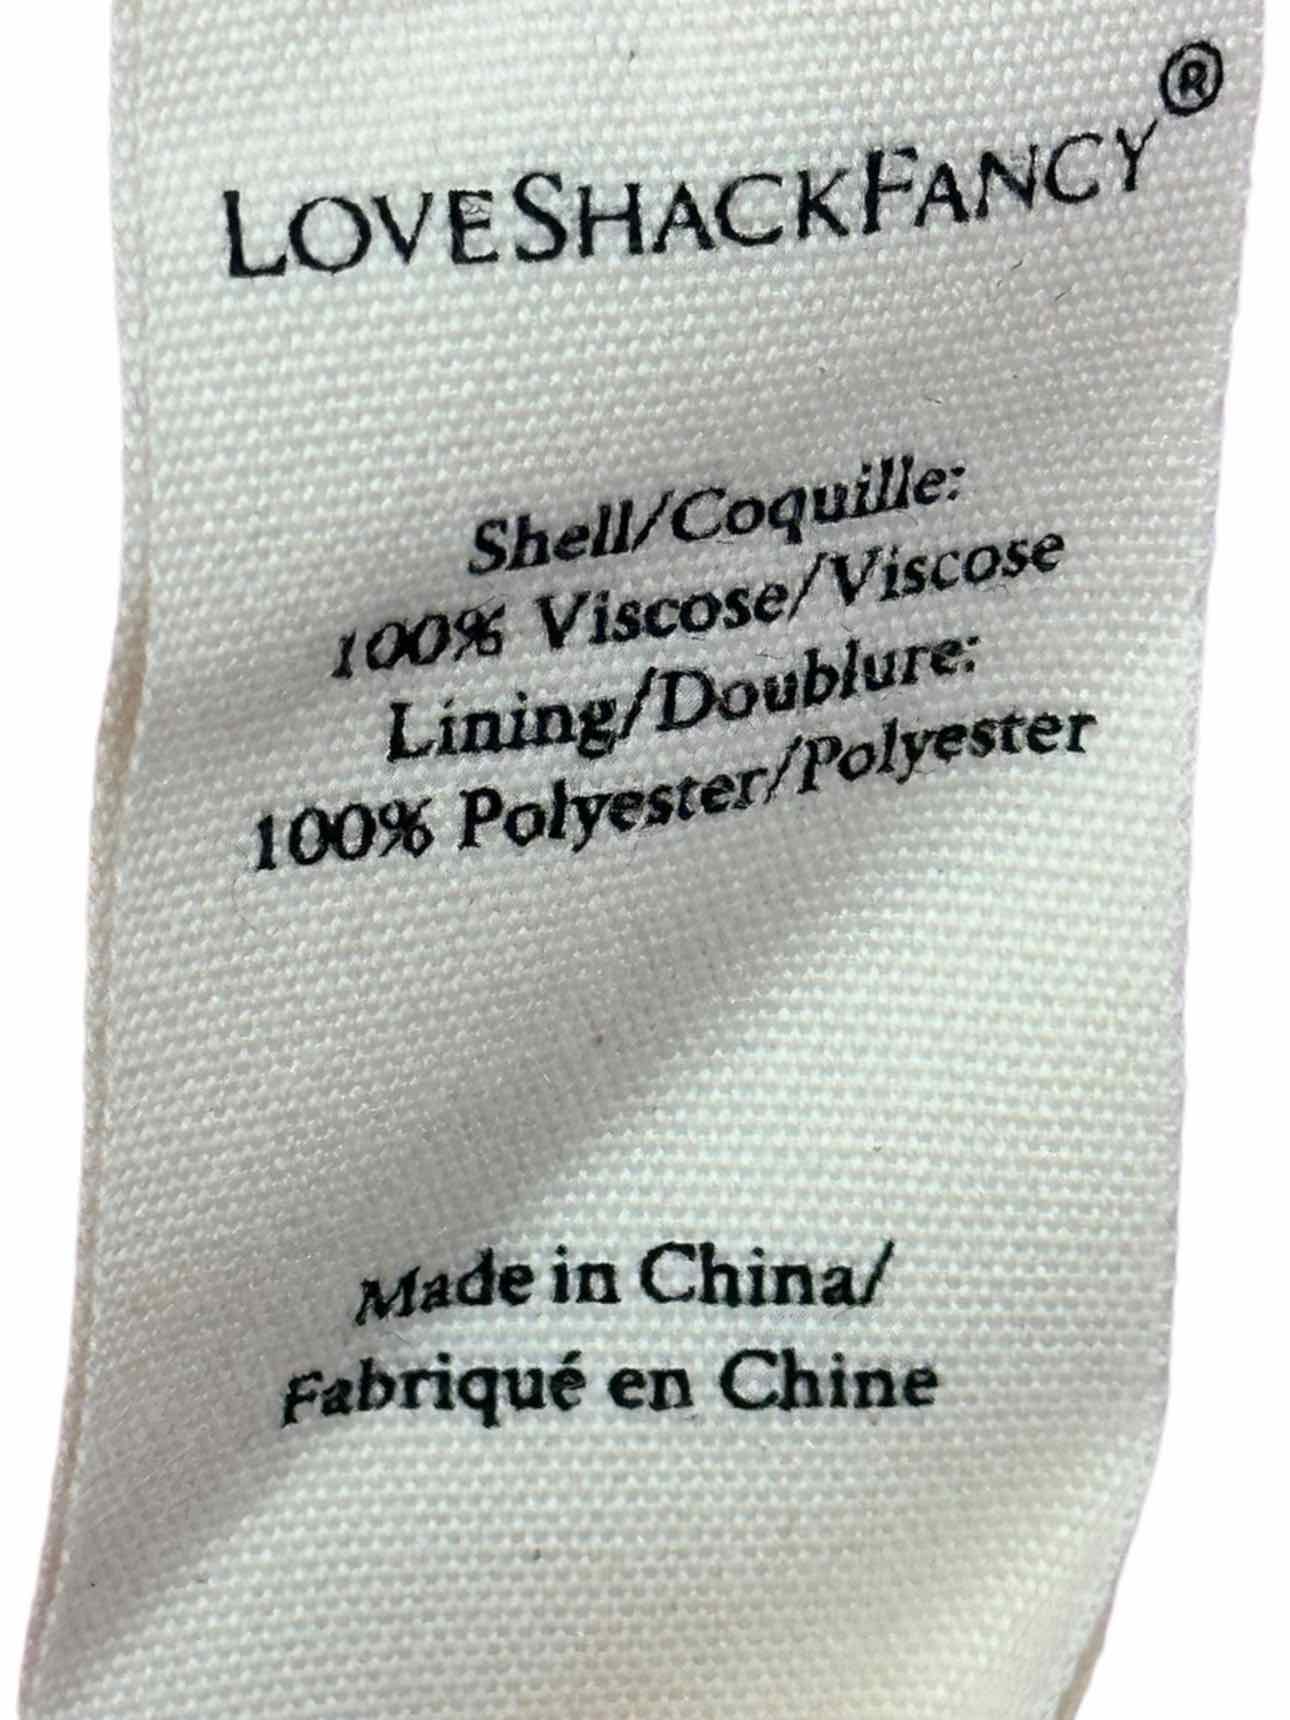 LOVESHACKFANCY®
Shell/Coquille:
100% Viscose/Viscose
Lining/Doublure:
100% Polyester/Polyester
Made in China/
Fabriqué en Chine